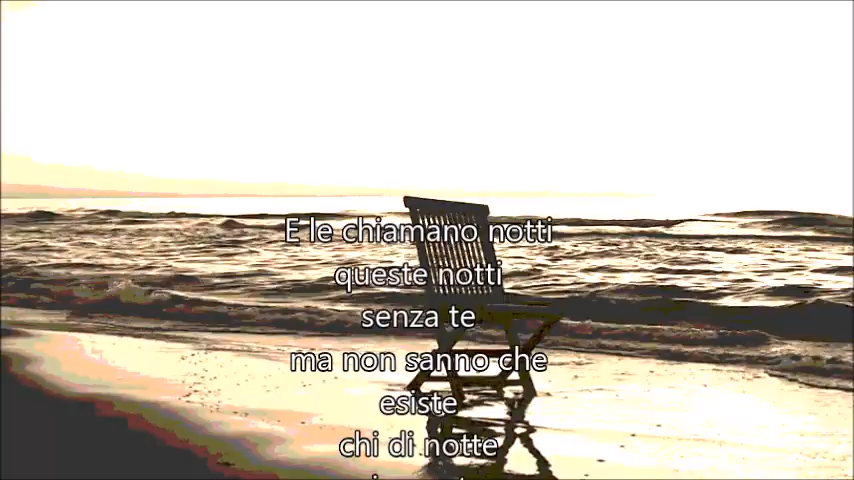 E le chiamano notti
queste notti
senza te
ma non sanno che
esiste
chi di notte